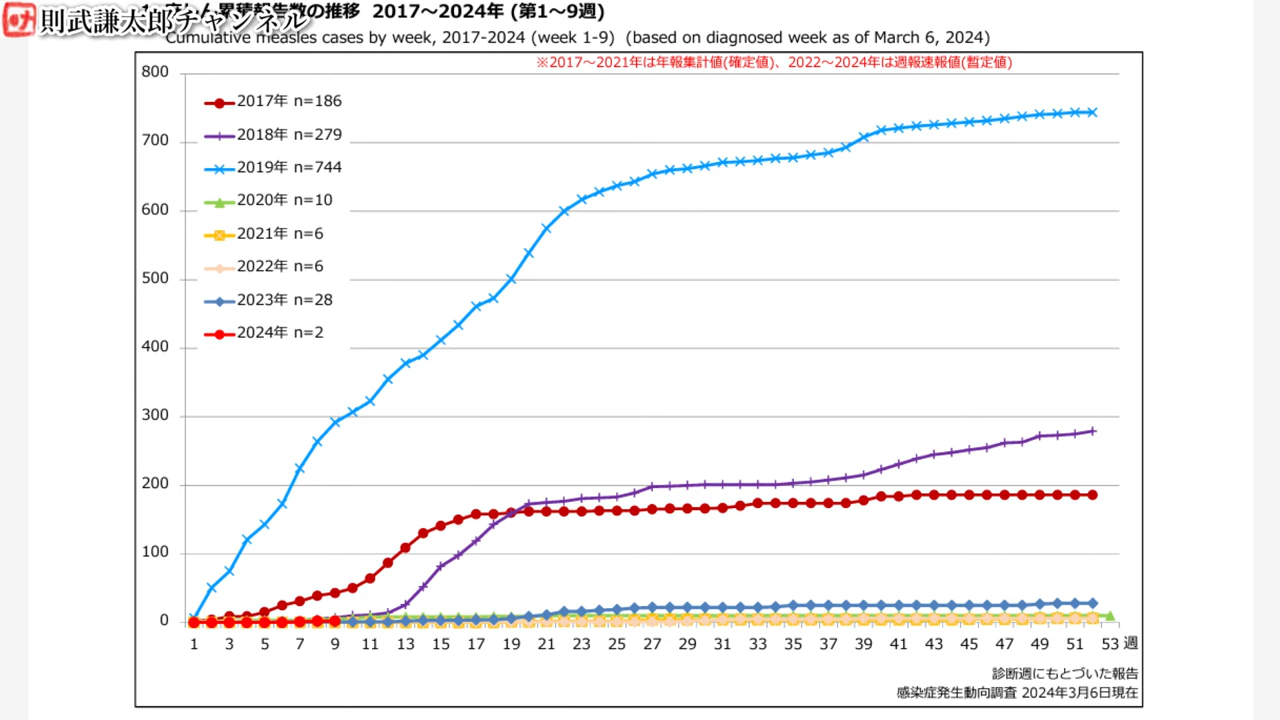 サ 則武謙太郎チャンネル
累積報告数の推移 2017～2024年 (第1～9週)
Cumulative measles cases by week, 2017-2024 (week 1-9) (based on diagnosed week as of March 6, 2024)
※2017～2021年は年報集計値(確定値)、2022～2024年は週報速報値(暫定値)
800
700
600
500
400
300
200
100
0
2017年 n=186
2018年 n=279
2019年 n=744
2020年 n=10
2021年 n=6
2022年 n=6
2023年 n=28
2024年 n=2
1 3 5 7 9 11 13 15 17 19 21 23 25 27 29 31 33 35 37 39 41 43 45 47 49 51 53 週
診断週にもとづいた報告
感染症発生動向調査 2024年3月6日現在